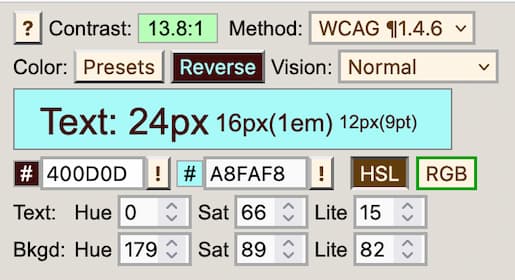 ? Contrast: 13.8:1 Method: WCAG ¶1.4.6
Color: Presets Reverse Vision: Normal
Text: 24px 16px(1em) 12px(9pt)
# 400D0D ! # A8FAF8 ! HSL RGB
Text: Hue 0 Sat 66 Lite 15
Bkgd: Hue 179 Sat 89 Lite 82